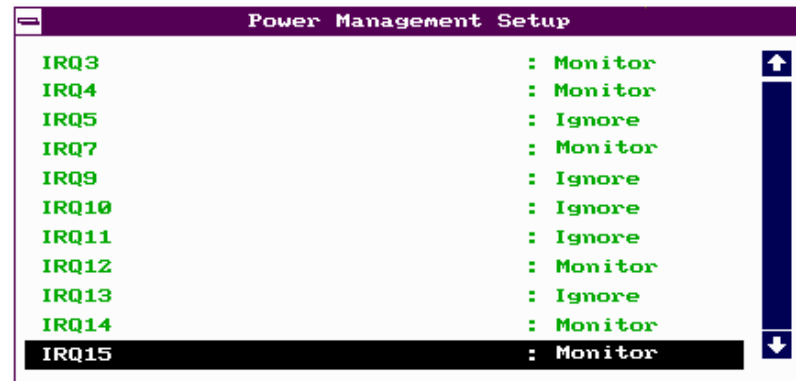 Power Management Setup
IRQ3 : Monitor
IRQ4 : Monitor
IRQ5 : Ignore
IRQ7 : Monitor
IRQ9 : Ignore
IRQ10 : Ignore
IRQ11 : Ignore
IRQ12 : Monitor
IRQ13 : Ignore
IRQ14 : Monitor
IRQ15 : Monitor